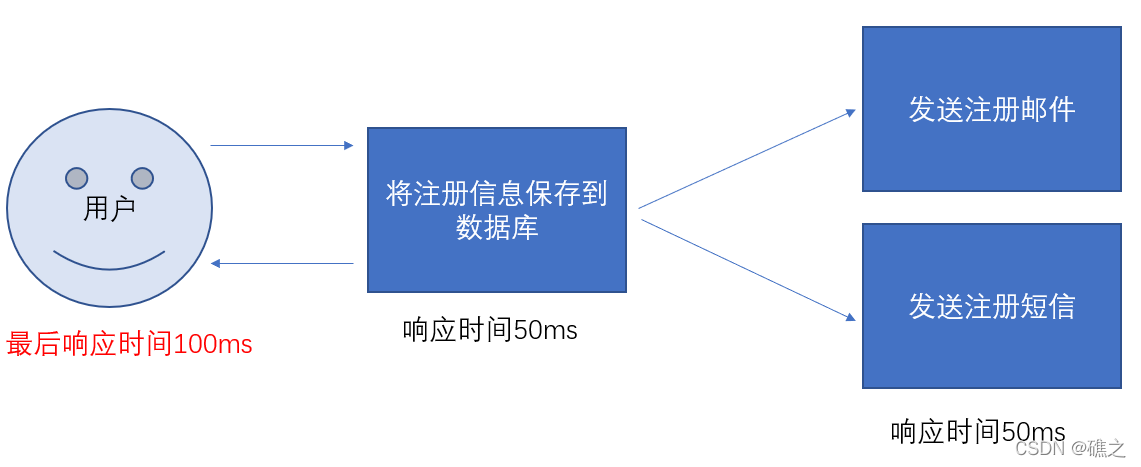 用户
最后响应时间100ms
将注册信息保存到
数据库
响应时间50ms
发送注册邮件
发送注册短信
响应时间50ms
CSDN @礁之